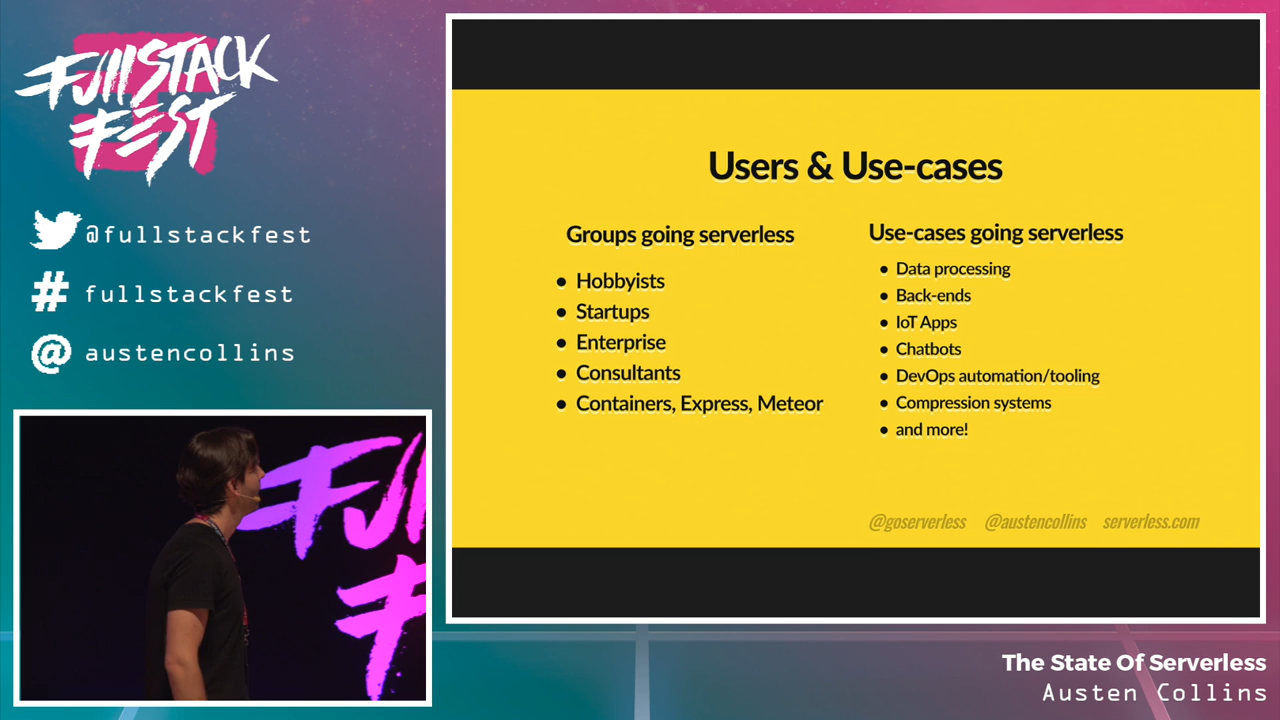 FullSTACK
FEST
@fullstackfest
# fullstackfest
@ austencollins
Users & Use-cases
Groups going serverless
• Hobbyists
• Startups
• Enterprise
• Consultants
• Containers, Express, Meteor
Use-cases going serverless
• Data processing
• Back-ends
• IoT Apps
• Chatbots
• DevOps automation/tooling
• Compression systems
• and more!
@goserverless @austencollins serverless.com
The State Of Serverless
Austen Collins